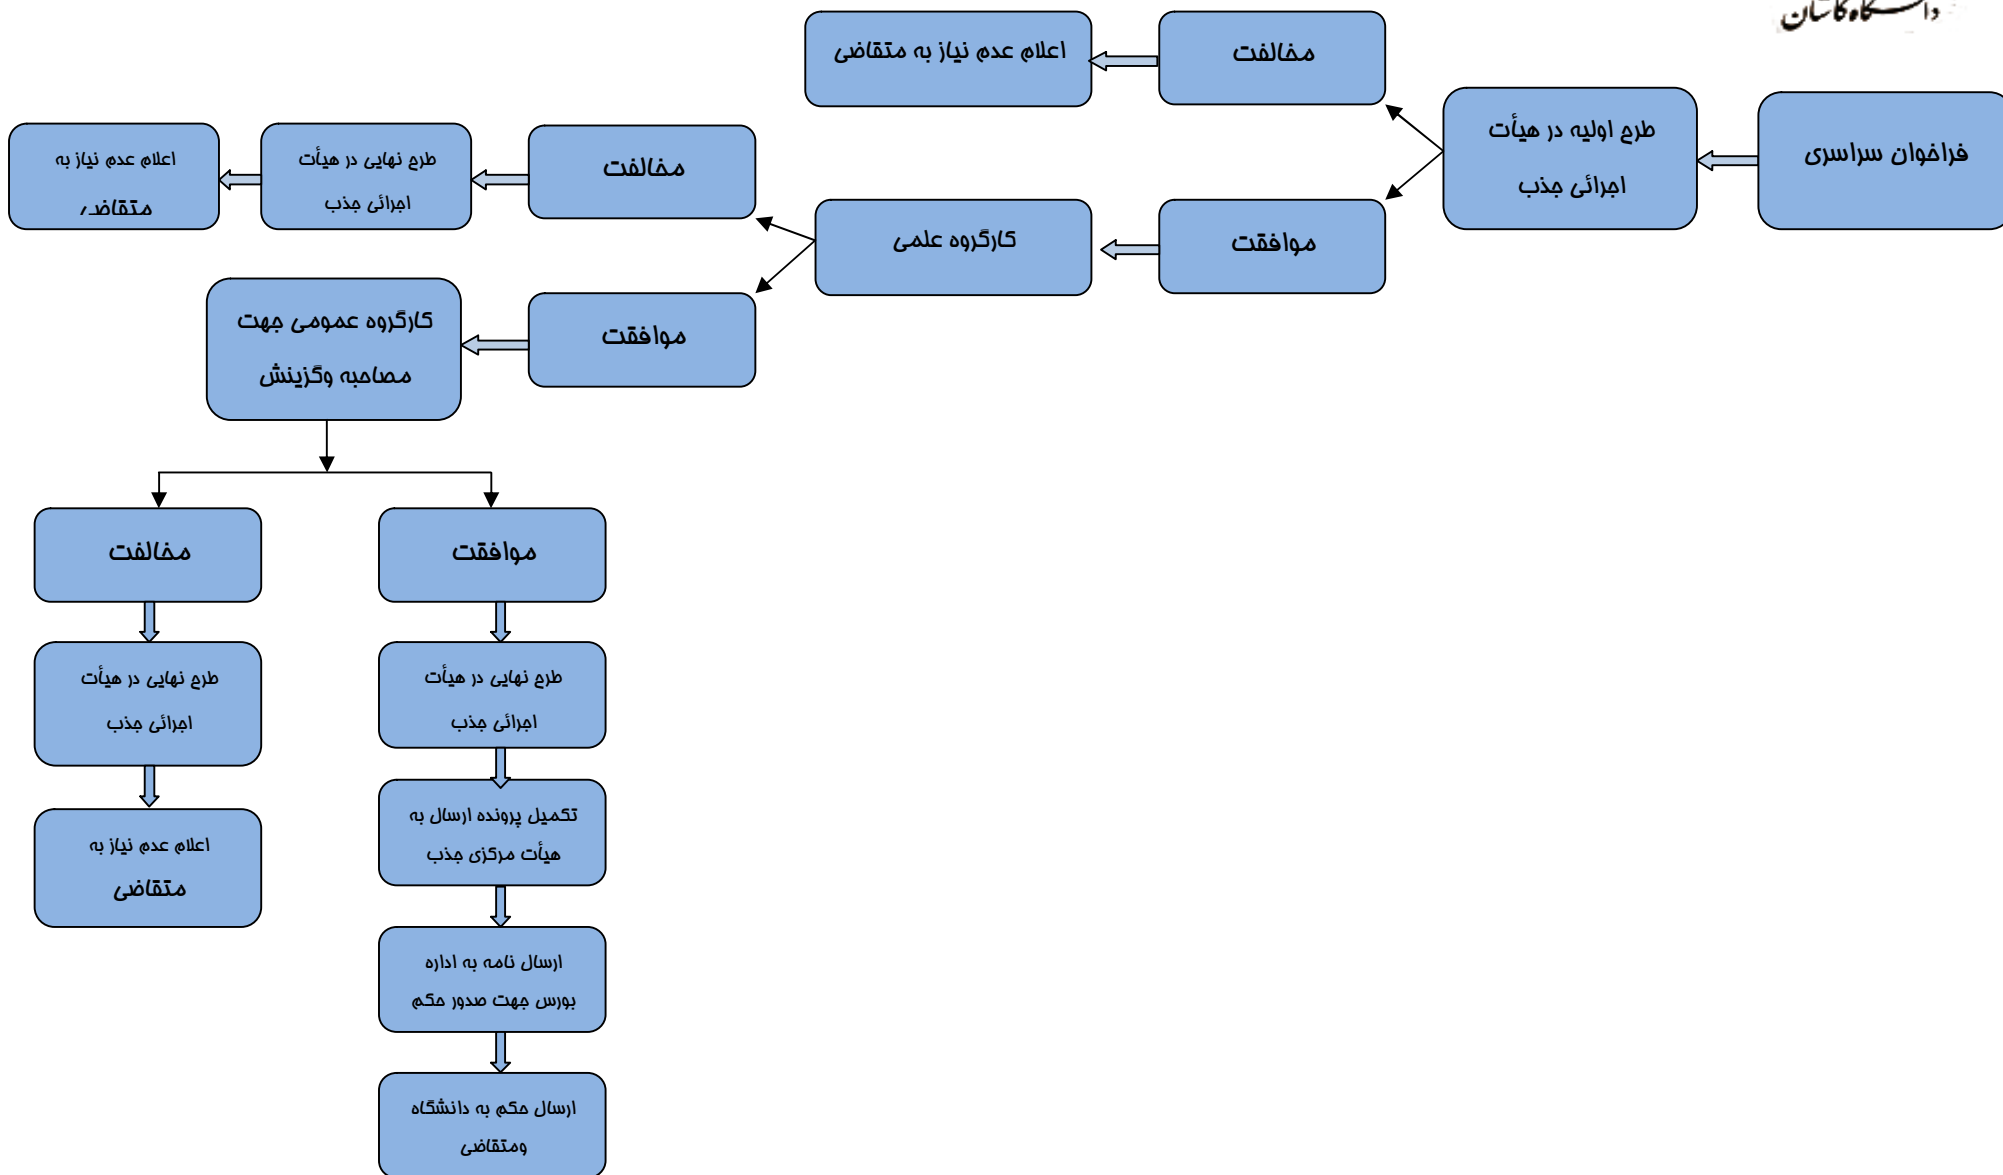 دانشگاه کاشان
فراخوان سراسری
طرح اولیه در هیأت
اجرائی جذب
مخالفت
اعلام عدم نیاز به متقاضی
موافقت
کارگروه علمی
مخالفت
طرح نهایی در هیأت
اجرائی جذب
اعلام عدم نیاز به
متقاضی
موافقت
کارگروه عمومی جهت
مصاحبه وگزینش
موافقت
طرح نهایی در هیأت
اجرائی جذب
تکمیل پرونده ارسال به
هیأت مرکزی جذب
ارسال نامه به اداره
بورس جهت صدور حکم
ارسال حکم به دانشگاه
ومتقاضی
مخالفت
طرح نهایی در هیأت
اجرائی جذب
اعلام عدم نیاز به
متقاضی